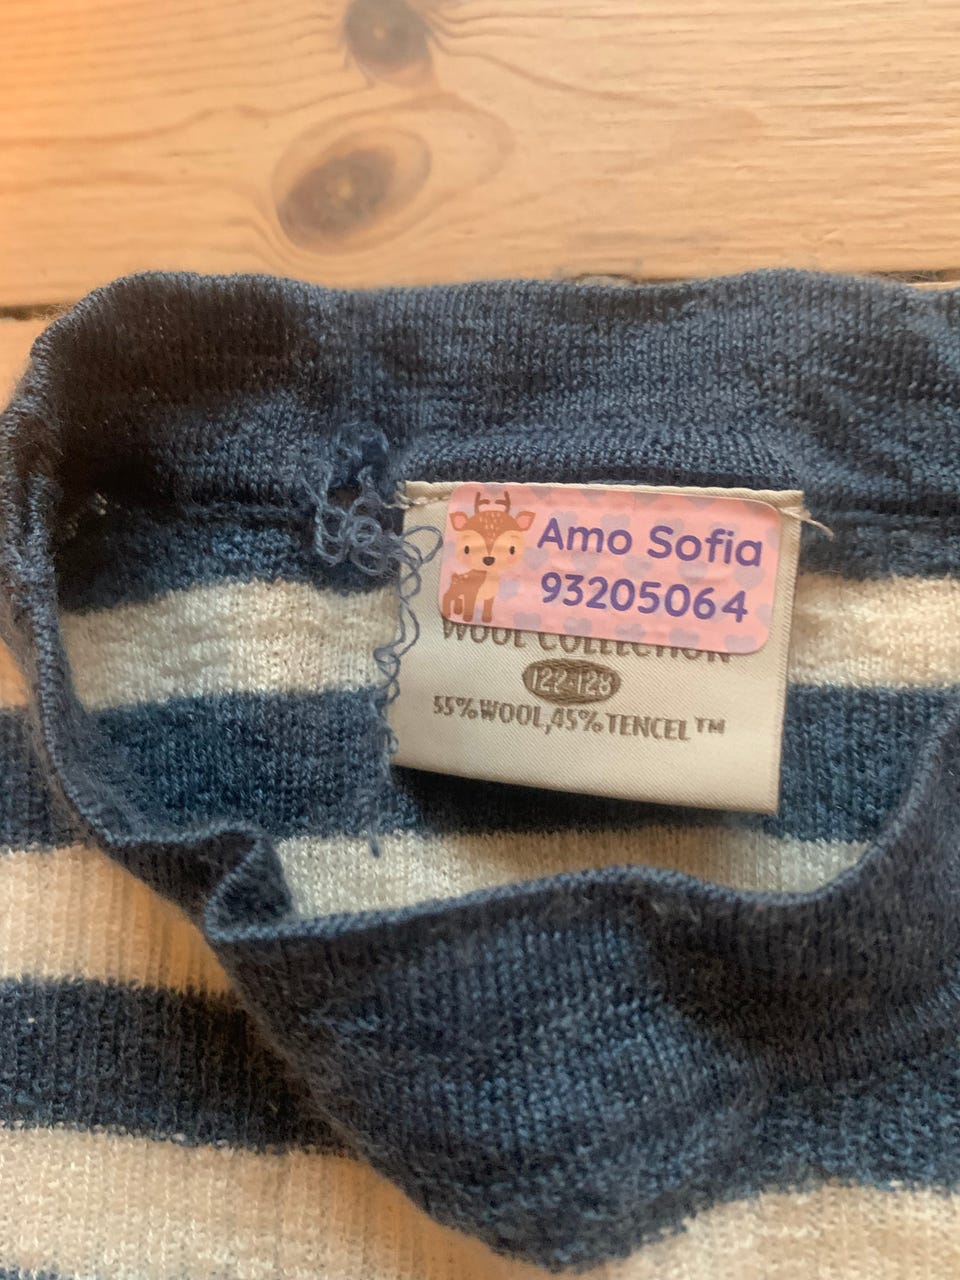 Amo Sofia
93205064
WOOL COLLECTION
122-128
55%WOOL,45%TENCEL™